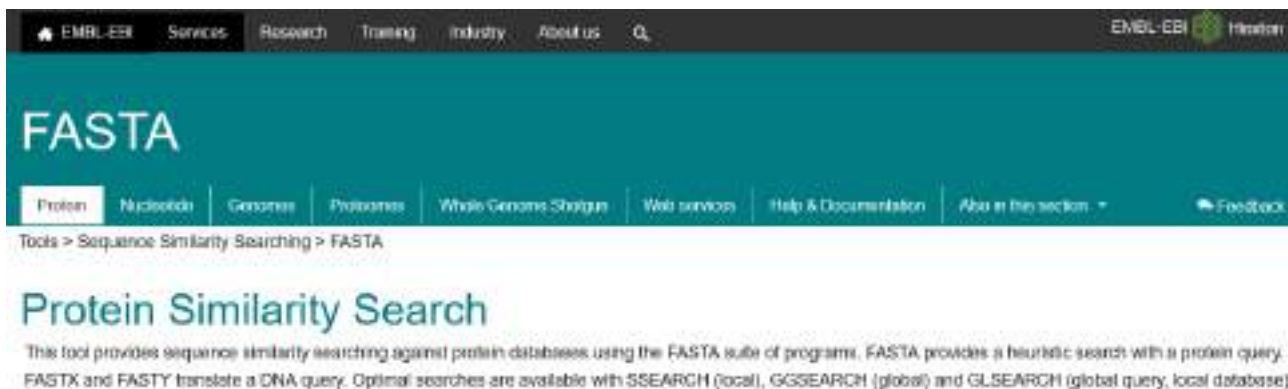 EMBL-EBI Services Research Training Industry About us EMBL-EBI Hinxton
FASTA
Protein Nucleotide Genomes Proteomes Whole Genome Shotgun Web services Help & Documentation Also in this section Feedback
Tools > Sequence Similarity Searching > FASTA
Protein Similarity Search
This tool provides sequence similarity searching against protein databases using the FASTA suite of programs. FASTA provides a heuristic search with a protein query.
FASTX and FASTY translate a DNA query. Optimal searches are available with SSEARCH (local), GGSEARCH (global) and GLSEARCH (global query, local database